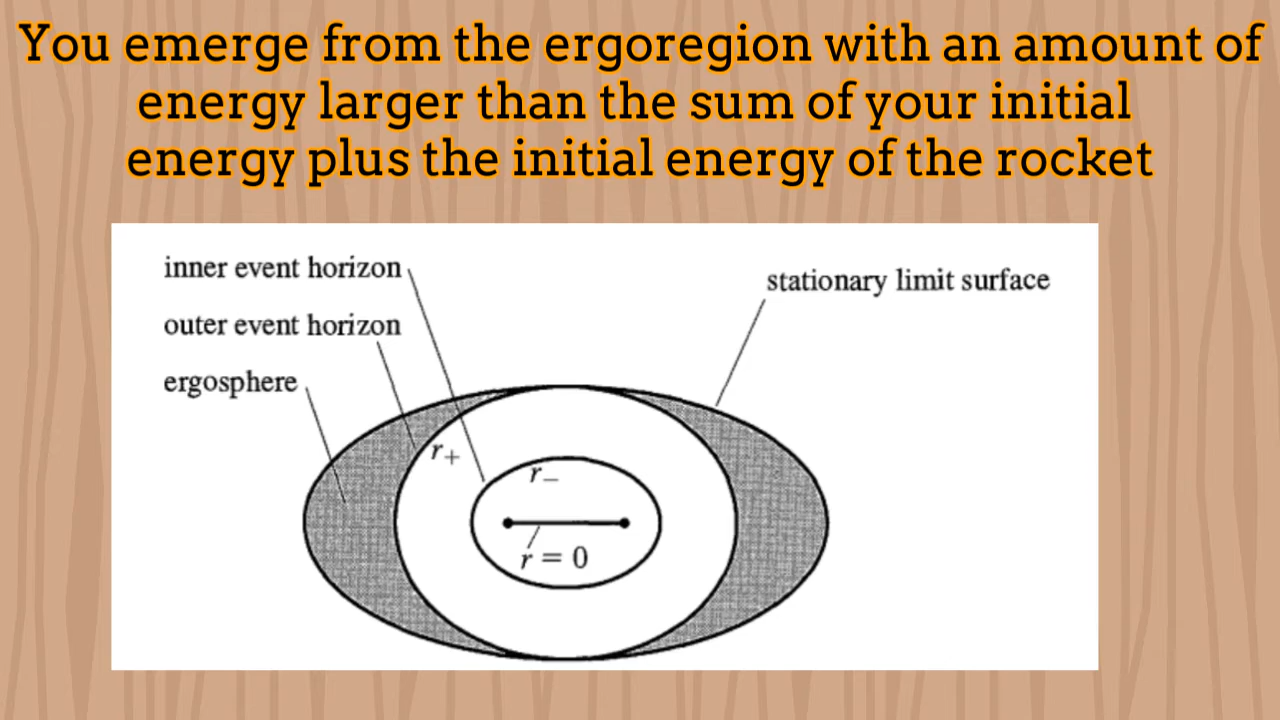 You emerge from the ergoregion with an amount of
energy larger than the sum of your initial
energy plus the initial energy of the rocket
inner event horizon
stationary limit surface
outer event horizon
ergosphere
r+
r−
r = 0